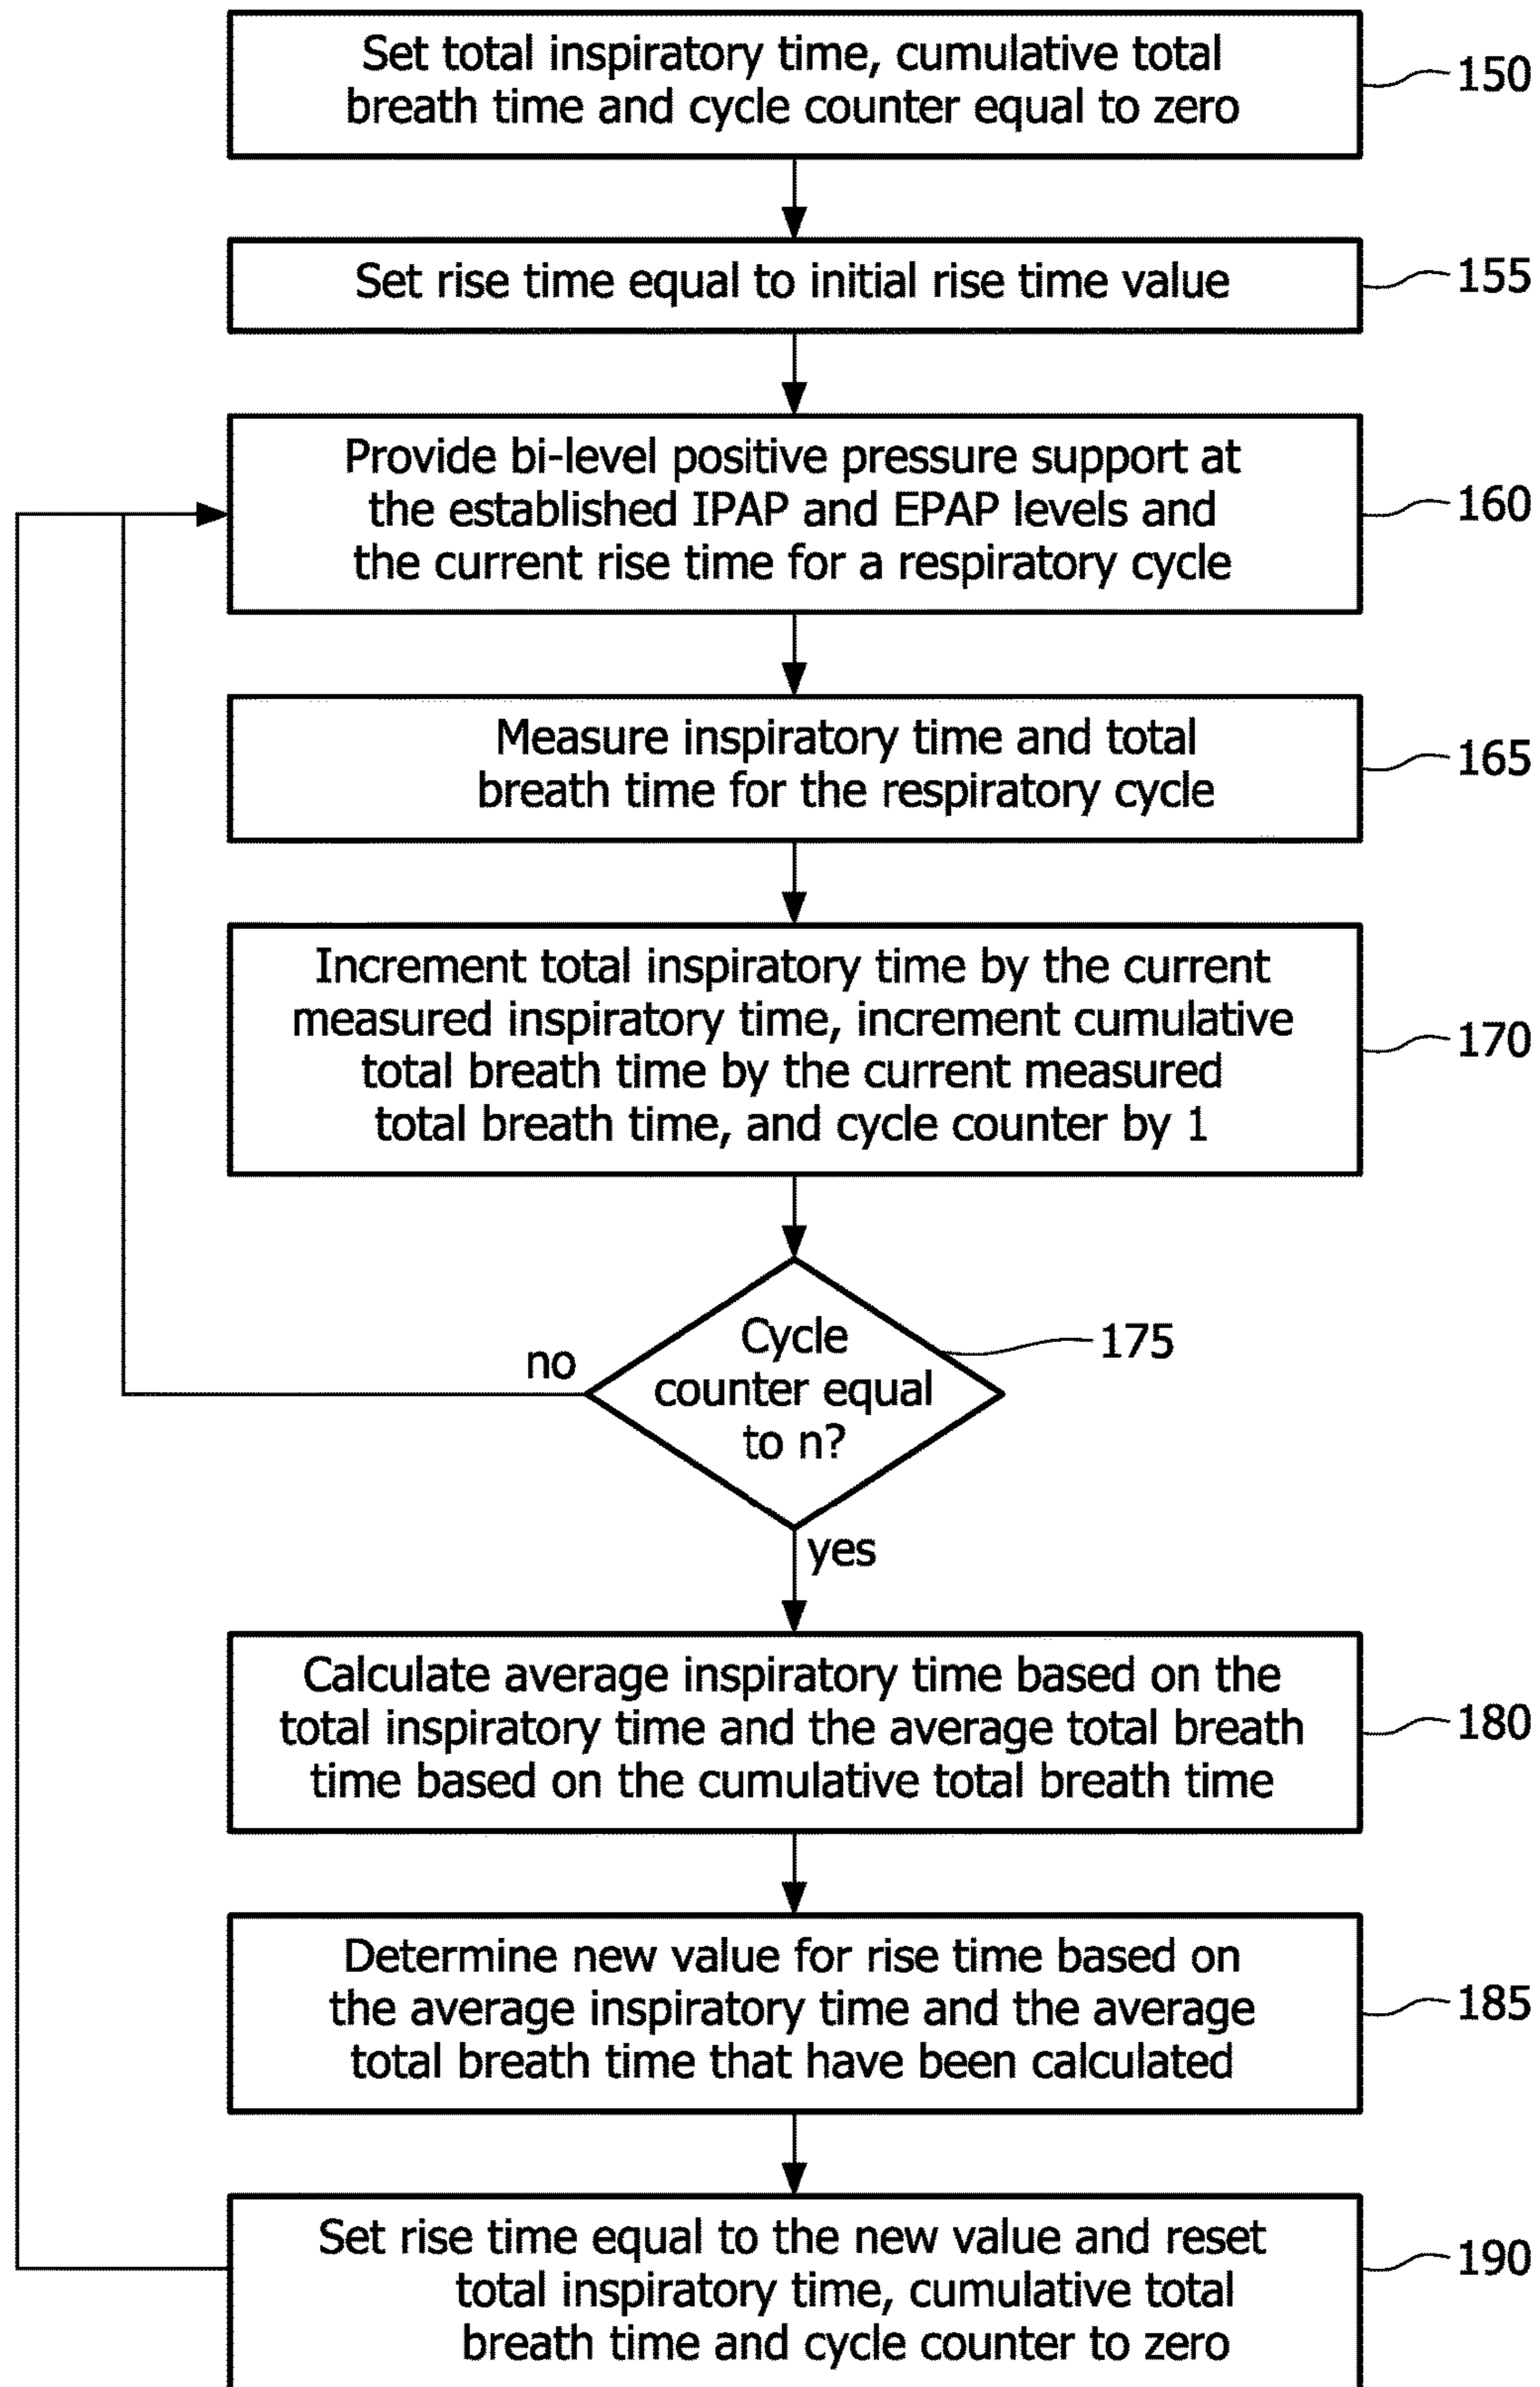 Set total inspiratory time, cumulative total
breath time and cycle counter equal to zero
150
Set rise time equal to initial rise time value
155
Provide bi-level positive pressure support at
the established IPAP and EPAP levels and
the current rise time for a respiratory cycle
160
Measure inspiratory time and total
breath time for the respiratory cycle
165
Increment total inspiratory time by the current
measured inspiratory time, increment cumulative
total breath time by the current measured
total breath time, and cycle counter by 1
170
Cycle
counter equal
to n?
175
no
yes
Calculate average inspiratory time based on the
total inspiratory time and the average total breath
time based on the cumulative total breath time
180
Determine new value for rise time based on
the average inspiratory time and the average
total breath time that have been calculated
185
Set rise time equal to the new value and reset
total inspiratory time, cumulative total
breath time and cycle counter to zero
190